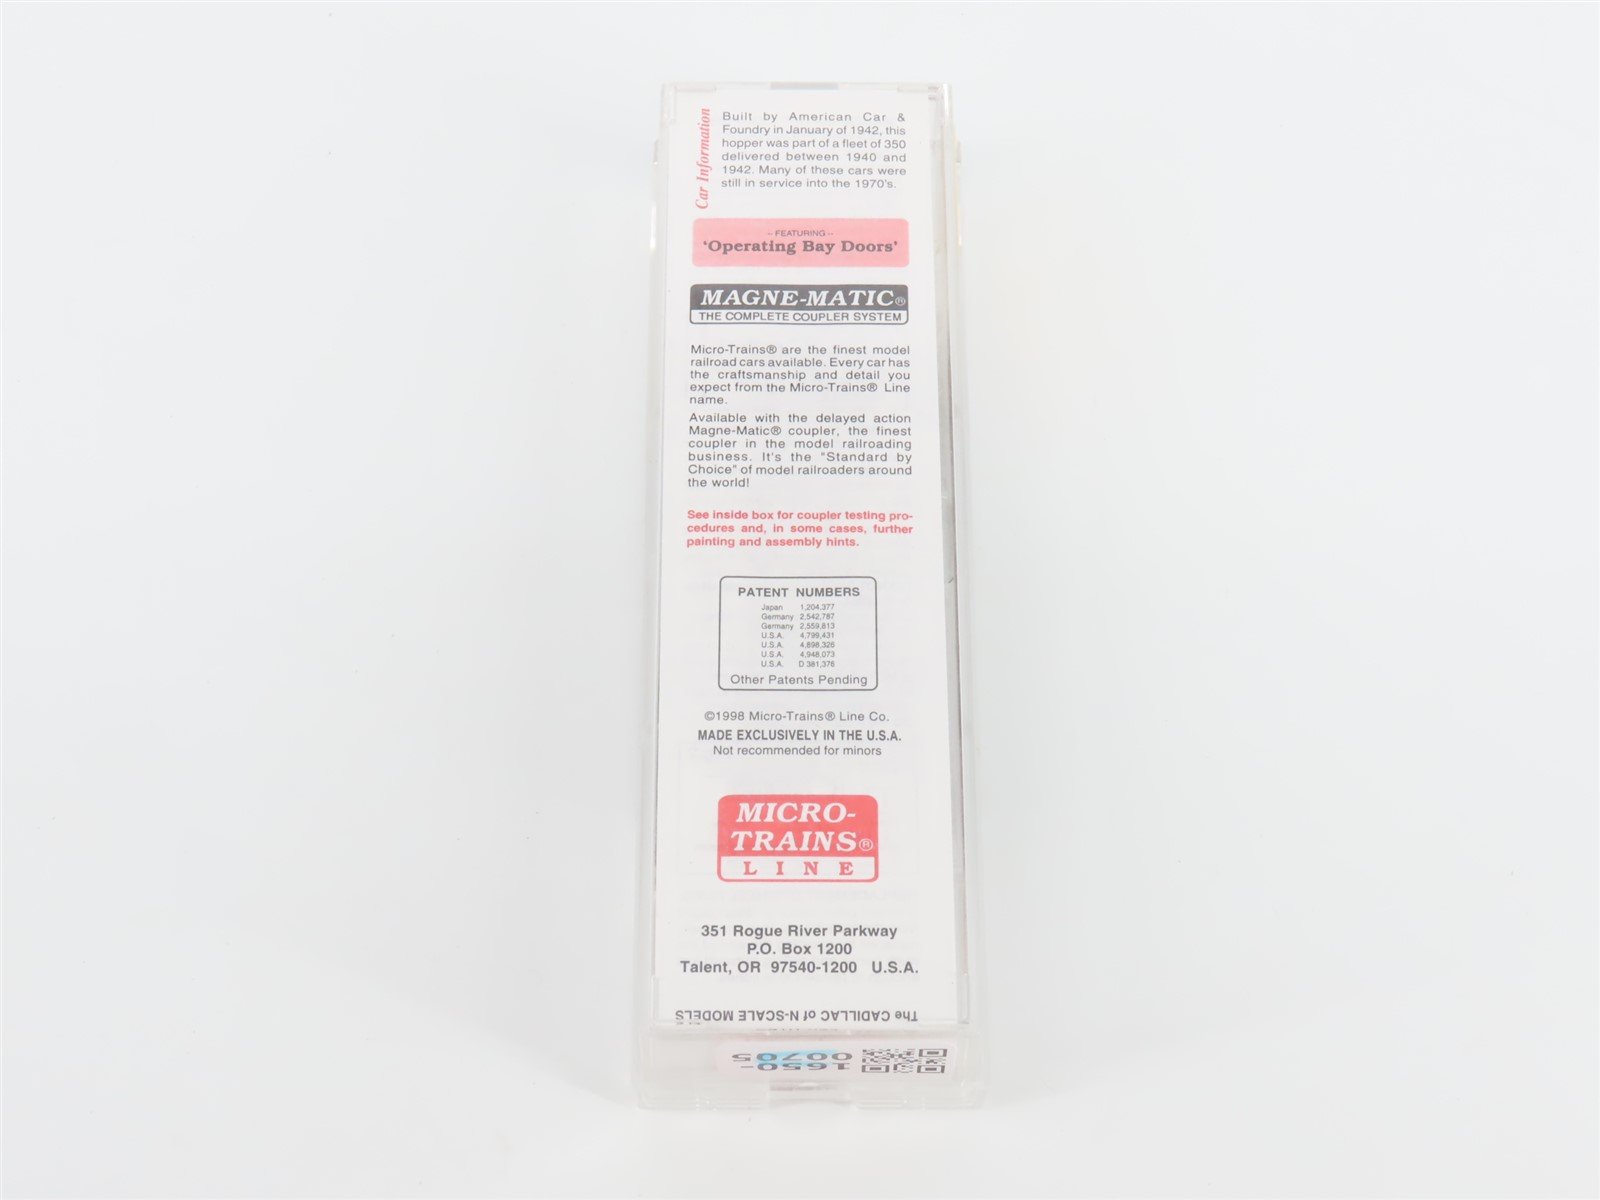 Car Information
Built by American Car &
Foundry in January of 1942, this
hopper was part of a fleet of 350
delivered between 1940 and
1942. Many of these cars were
still in service into the 1970's.
-- FEATURING --
'Operating Bay Doors'
MAGNE-MATIC®
THE COMPLETE COUPLER SYSTEM
Micro-Trains® are the finest model
railroad cars available. Every car has
the craftsmanship and detail you
expect from the Micro-Trains® Line
name.
Available with the delayed action
Magne-Matic® coupler, the finest
coupler in the model railroading
business. It's the "Standard by
Choice" of model railroaders around
the world!
See inside box for coupler testing pro-
cedures and, in some cases, further
painting and assembly hints.
PATENT NUMBERS
Japan 1,204,377
Germany 2,542,787
Germany 2,559,813
U.S.A. 4,799,431
U.S.A. 4,898,326
U.S.A. 4,948,073
U.S.A. D 381,376
Other Patents Pending
©1998 Micro-Trains® Line Co.
MADE EXCLUSIVELY IN THE U.S.A.
Not recommended for minors
MICRO-
TRAINS®
LINE
351 Rogue River Parkway
P.O. Box 1200
Talent, OR 97540-1200 U.S.A.
The CADILLAC of N-SCALE MODELS
1650-
00705